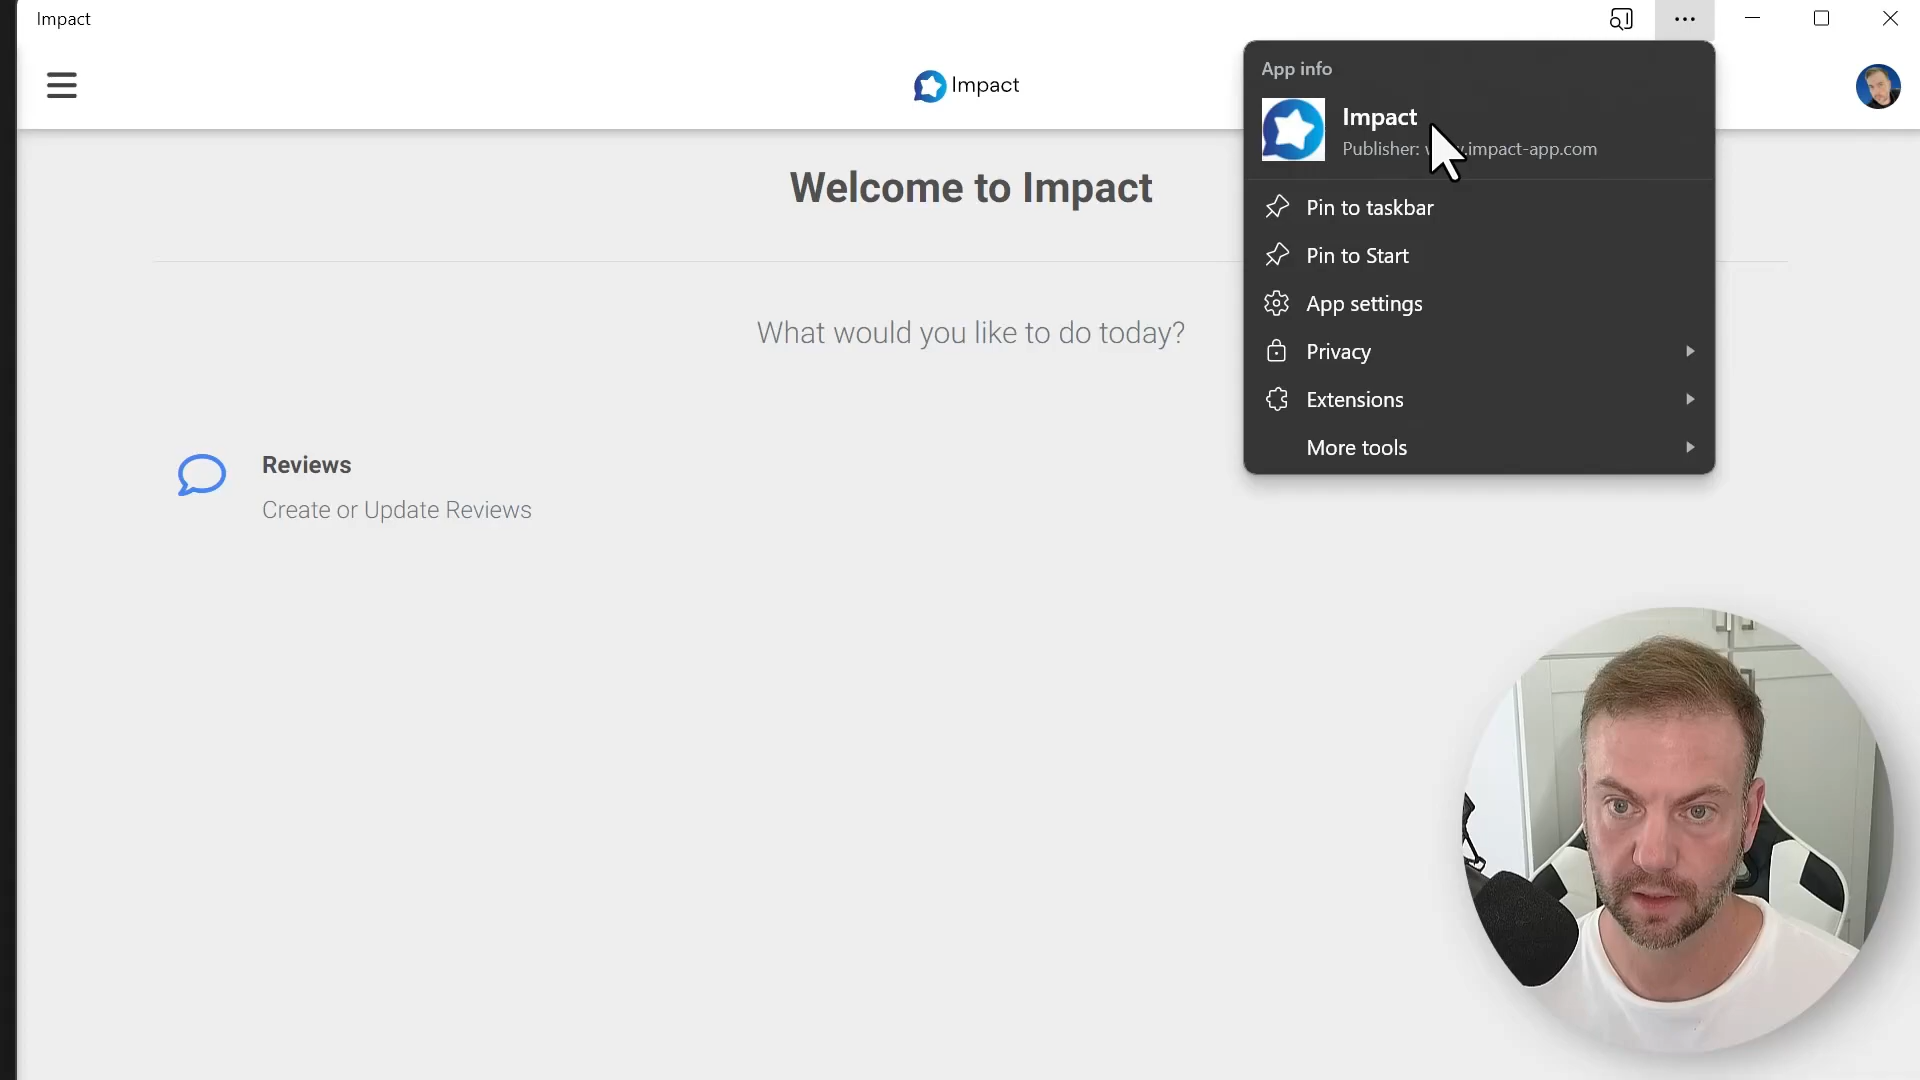 Impact
Impact
App info
Impact
Publisher: .impact-app.com
Welcome to Impact
Pin to taskbar
Pin to Start
What would you like to do today?
App settings
Privacy
Extensions
More tools
Reviews
Create or Update Reviews